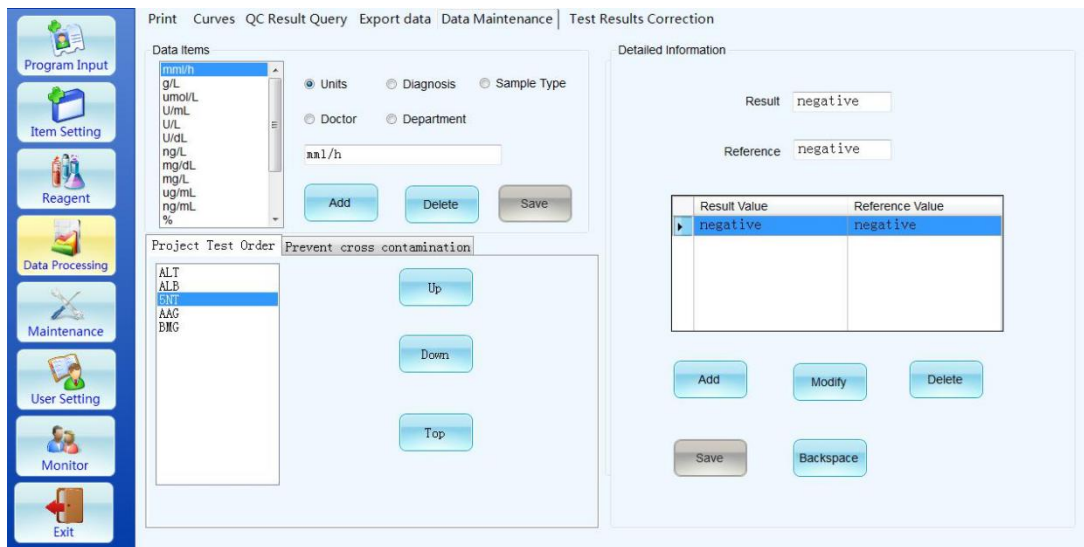 Print Curves QC Result Query Export data Data Maintenance Test Results Correction
Program Input
Item Setting
Reagent
Data Processing
Maintenance
User Setting
Monitor
Exit
Data Items
mml/h
g/L
umol/L
U/mL
U/L
U/dL
ng/L
mg/dL
mg/L
ug/mL
ng/mL
%
Units Diagnosis Sample Type
Doctor Department
mml/h
Add Delete Save
Project Test Order Prevent cross contamination
ALT
ALB
5NT
AAG
BMG
Up
Down
Top
Detailed Information
Result negative
Reference negative
Result Value Reference Value
negative negative
Add Modify Delete
Save Backspace